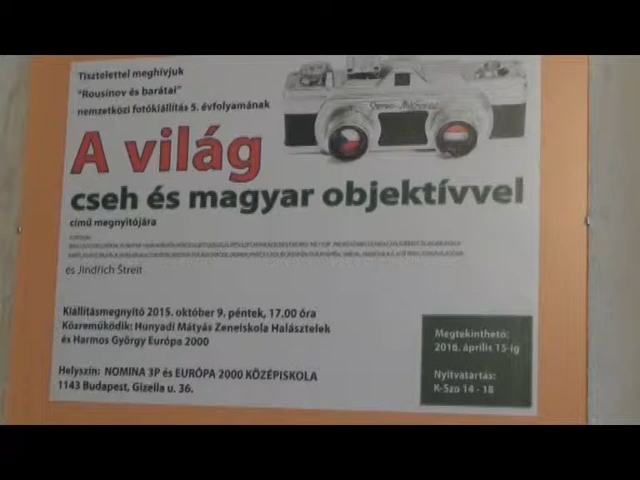 Tisztelettel meghívjuk
"Rousínov és barátai"
nemzetközi fotókiállítás 5. évfolyamának
A világ
cseh és magyar objektívvel
című megnyitójára
és Jindřich Štreit
Kiállításmegnyitó 2015. október 9. péntek, 17.00 óra
Közreműködik: Hunyadi Mátyás Zeneiskola Halásztelek
és Harmos György Európa 2000
Helyszín: NOMINA 3P és EURÓPA 2000 KÖZÉPISKOLA
1143 Budapest, Gizella u. 36.
Megtekinthető:
2016. április 15-ig
Nyitvatartás:
K-Szo 14 - 18